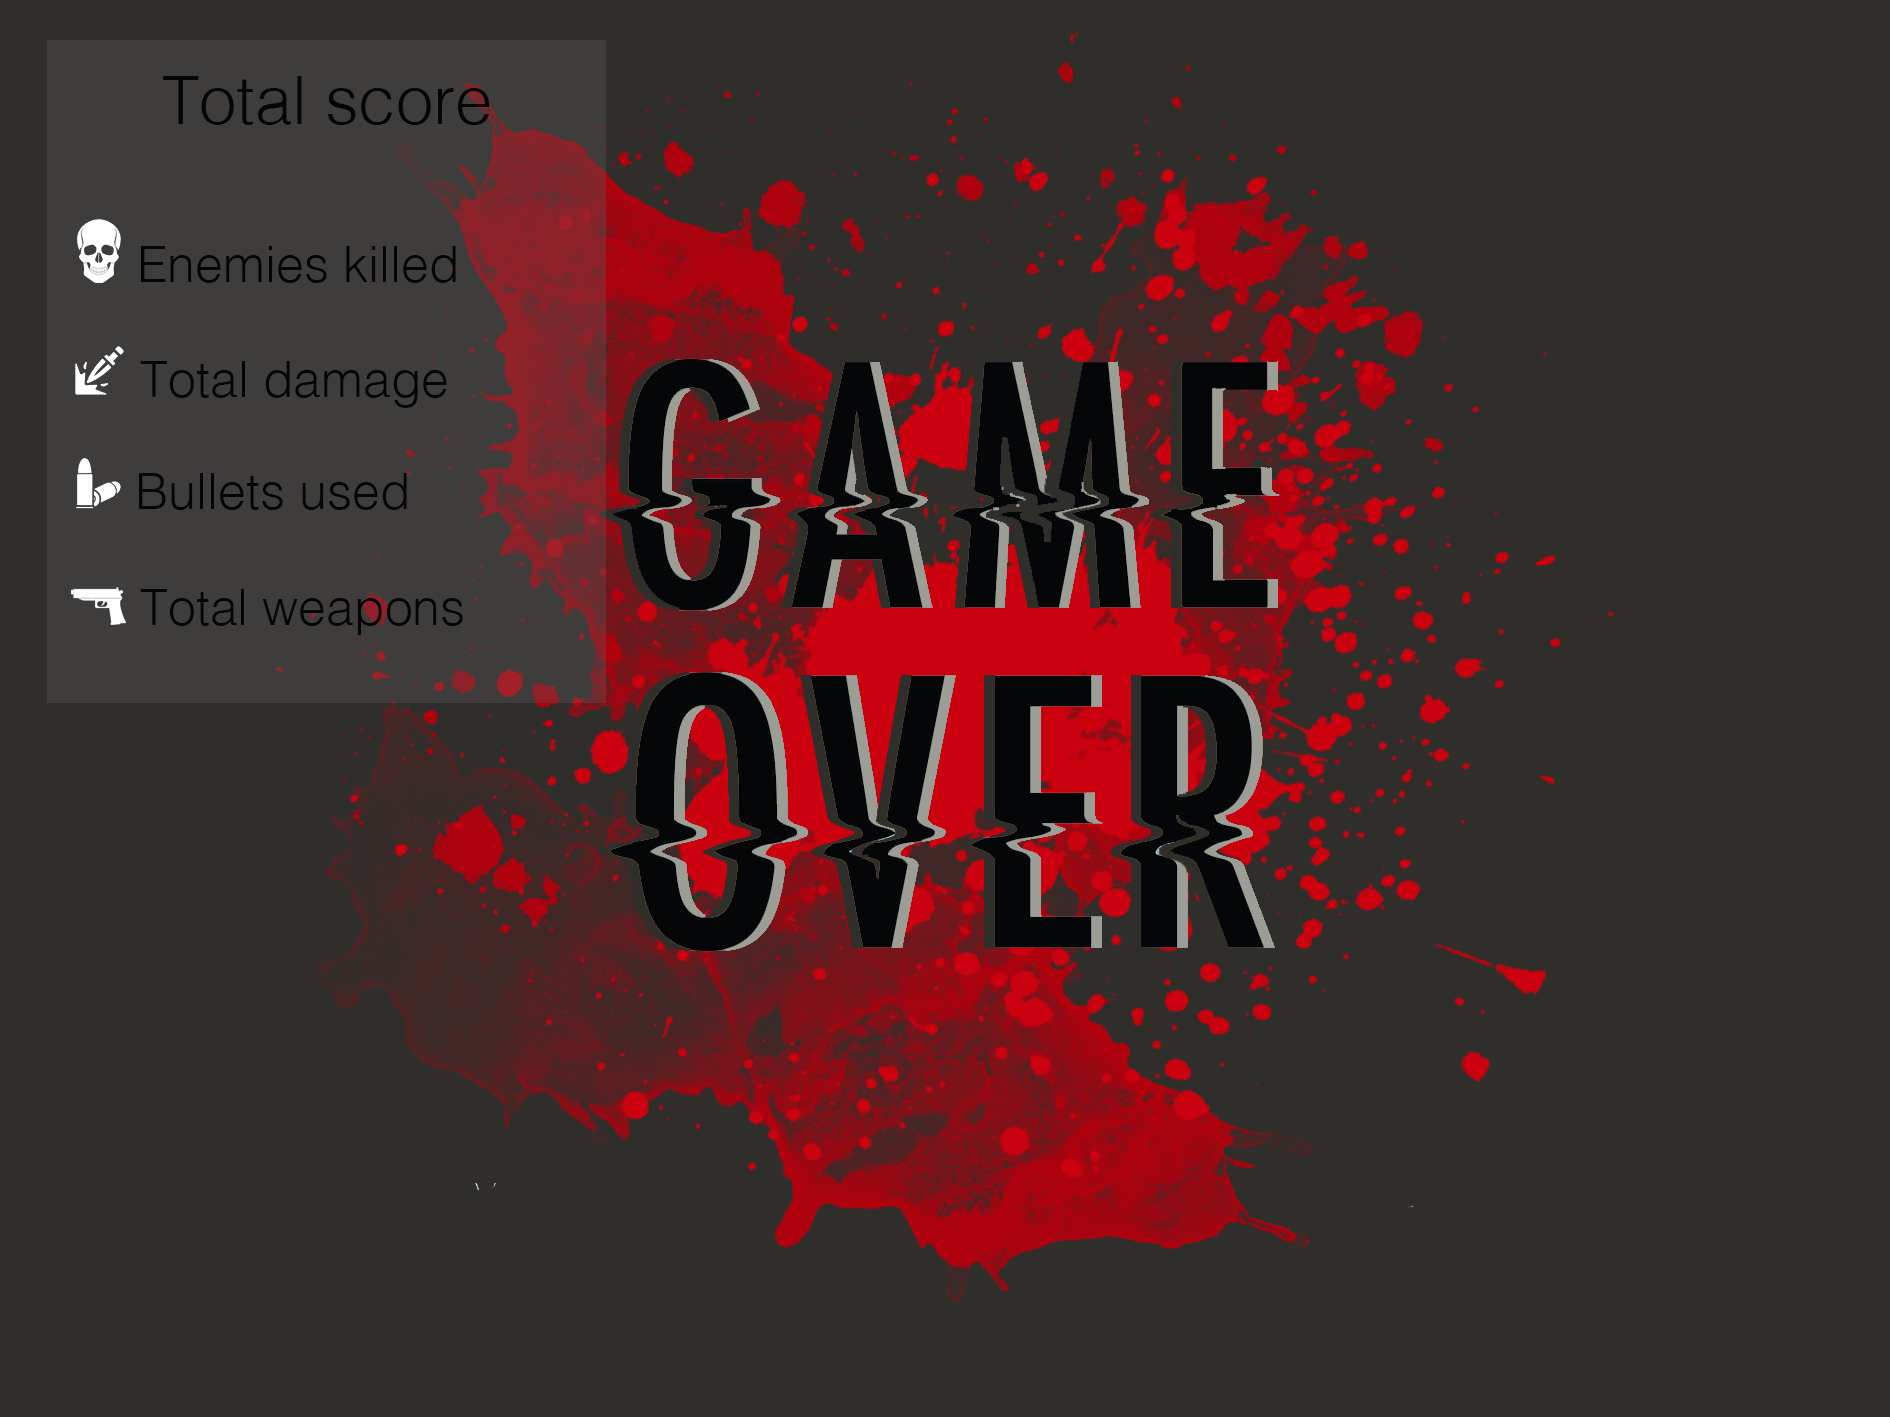 Total score
Enemies killed
Total damage
Bullets used
Total weapons
GAME
OVER